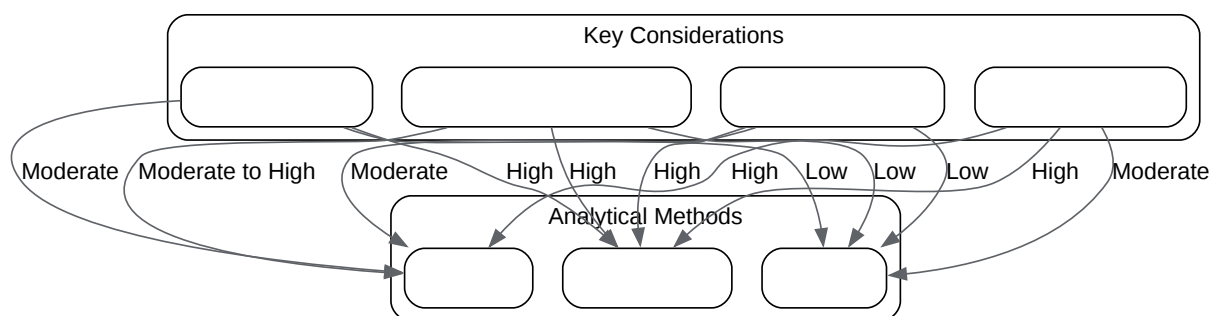 Key Considerations
Moderate Moderate to High Moderate High High High High Low Low Low High Moderate
Analytical Methods